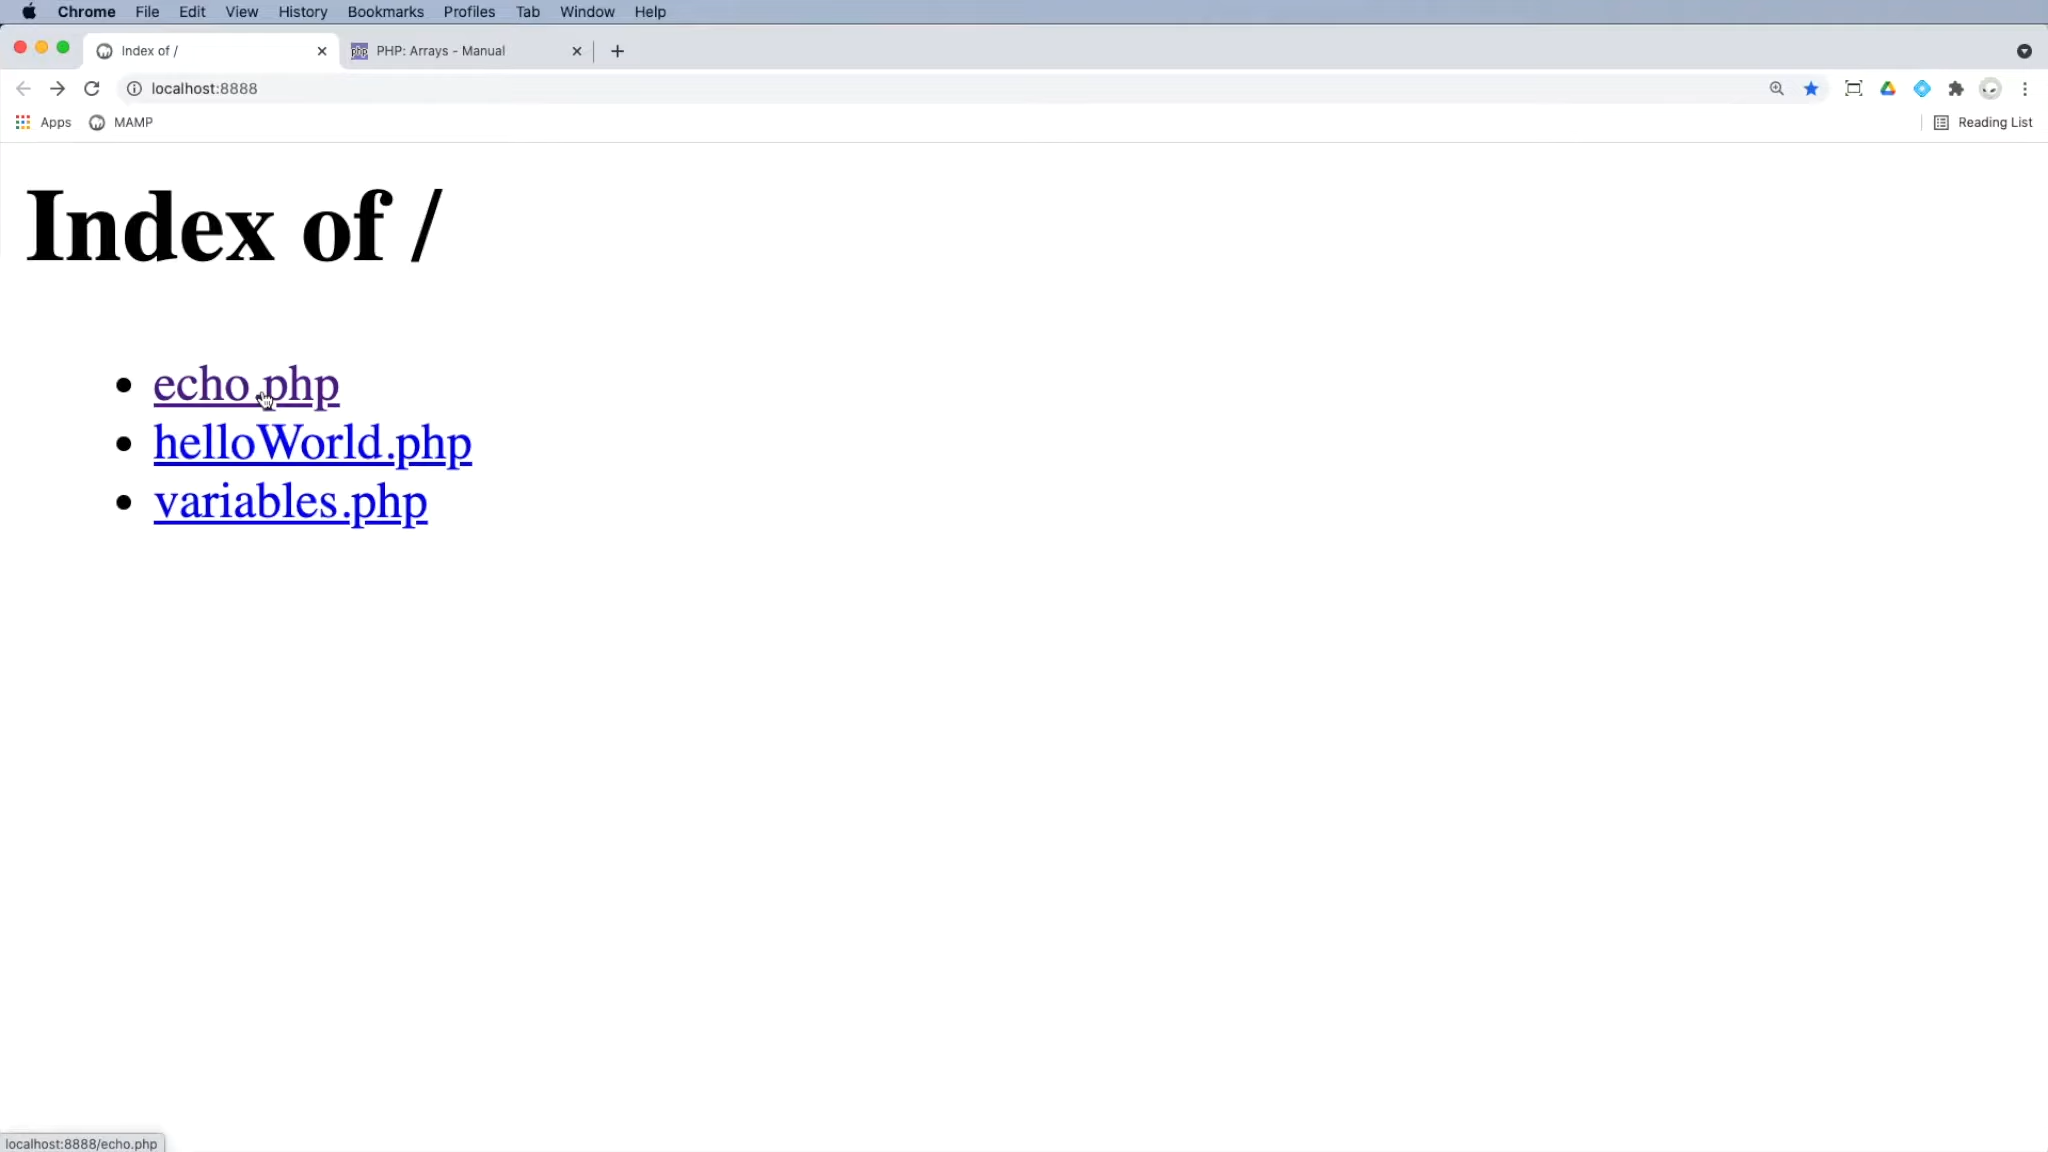 Chrome File Edit View History Bookmarks Profiles Tab Window Help
Index of / php PHP: Arrays - Manual
localhost:8888
Apps MAMP Reading List
Index of /
echo.php
helloWorld.php
variables.php
localhost:8888/echo.php